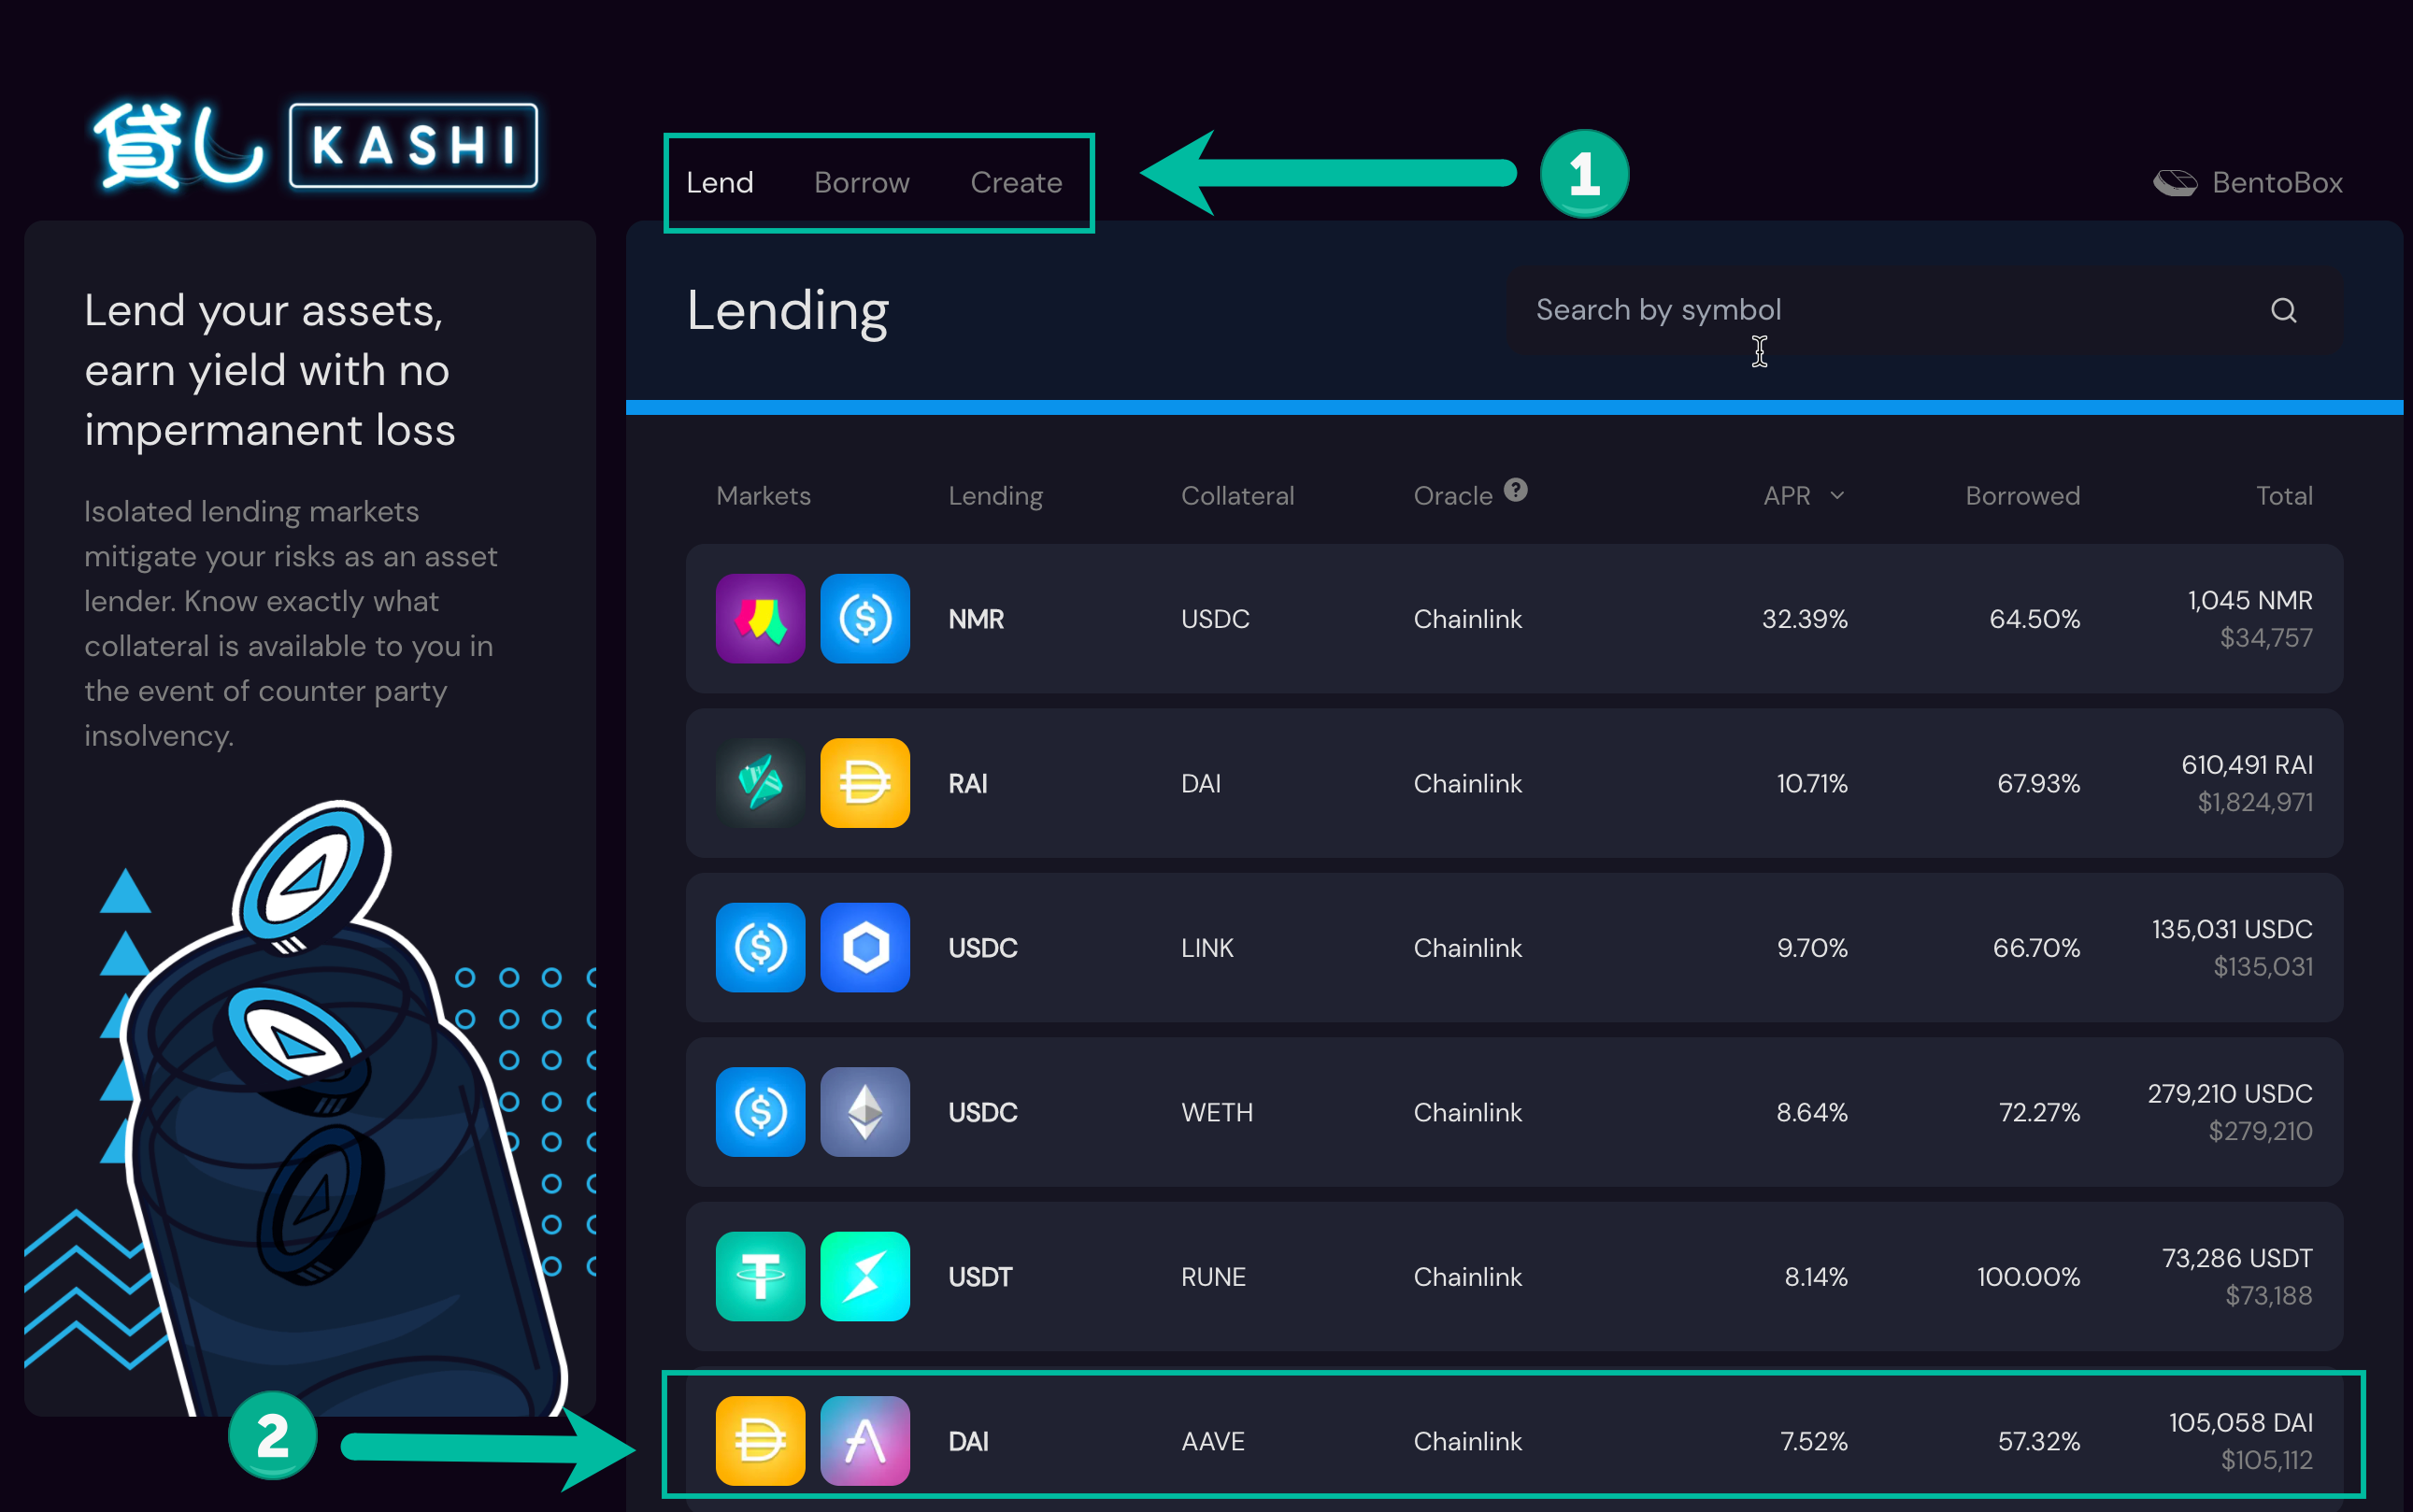 貸し KASHI
Lend Borrow Create
1
BentoBox
Lend your assets,
earn yield with no
impermanent loss
Isolated lending markets
mitigate your risks as an asset
lender. Know exactly what
collateral is available to you in
the event of counter party
insolvency.
Lending
Search by symbol
Markets Lending Collateral Oracle ? APR Borrowed Total
NMR USDC Chainlink 32.39% 64.50% 1,045 NMR
$34,757
RAI DAI Chainlink 10.71% 67.93% 610,491 RAI
$1,824,971
USDC LINK Chainlink 9.70% 66.70% 135,031 USDC
$135,031
USDC WETH Chainlink 8.64% 72.27% 279,210 USDC
$279,210
USDT RUNE Chainlink 8.14% 100.00% 73,286 USDT
$73,188
2
DAI AAVE Chainlink 7.52% 57.32% 105,058 DAI
$105,112